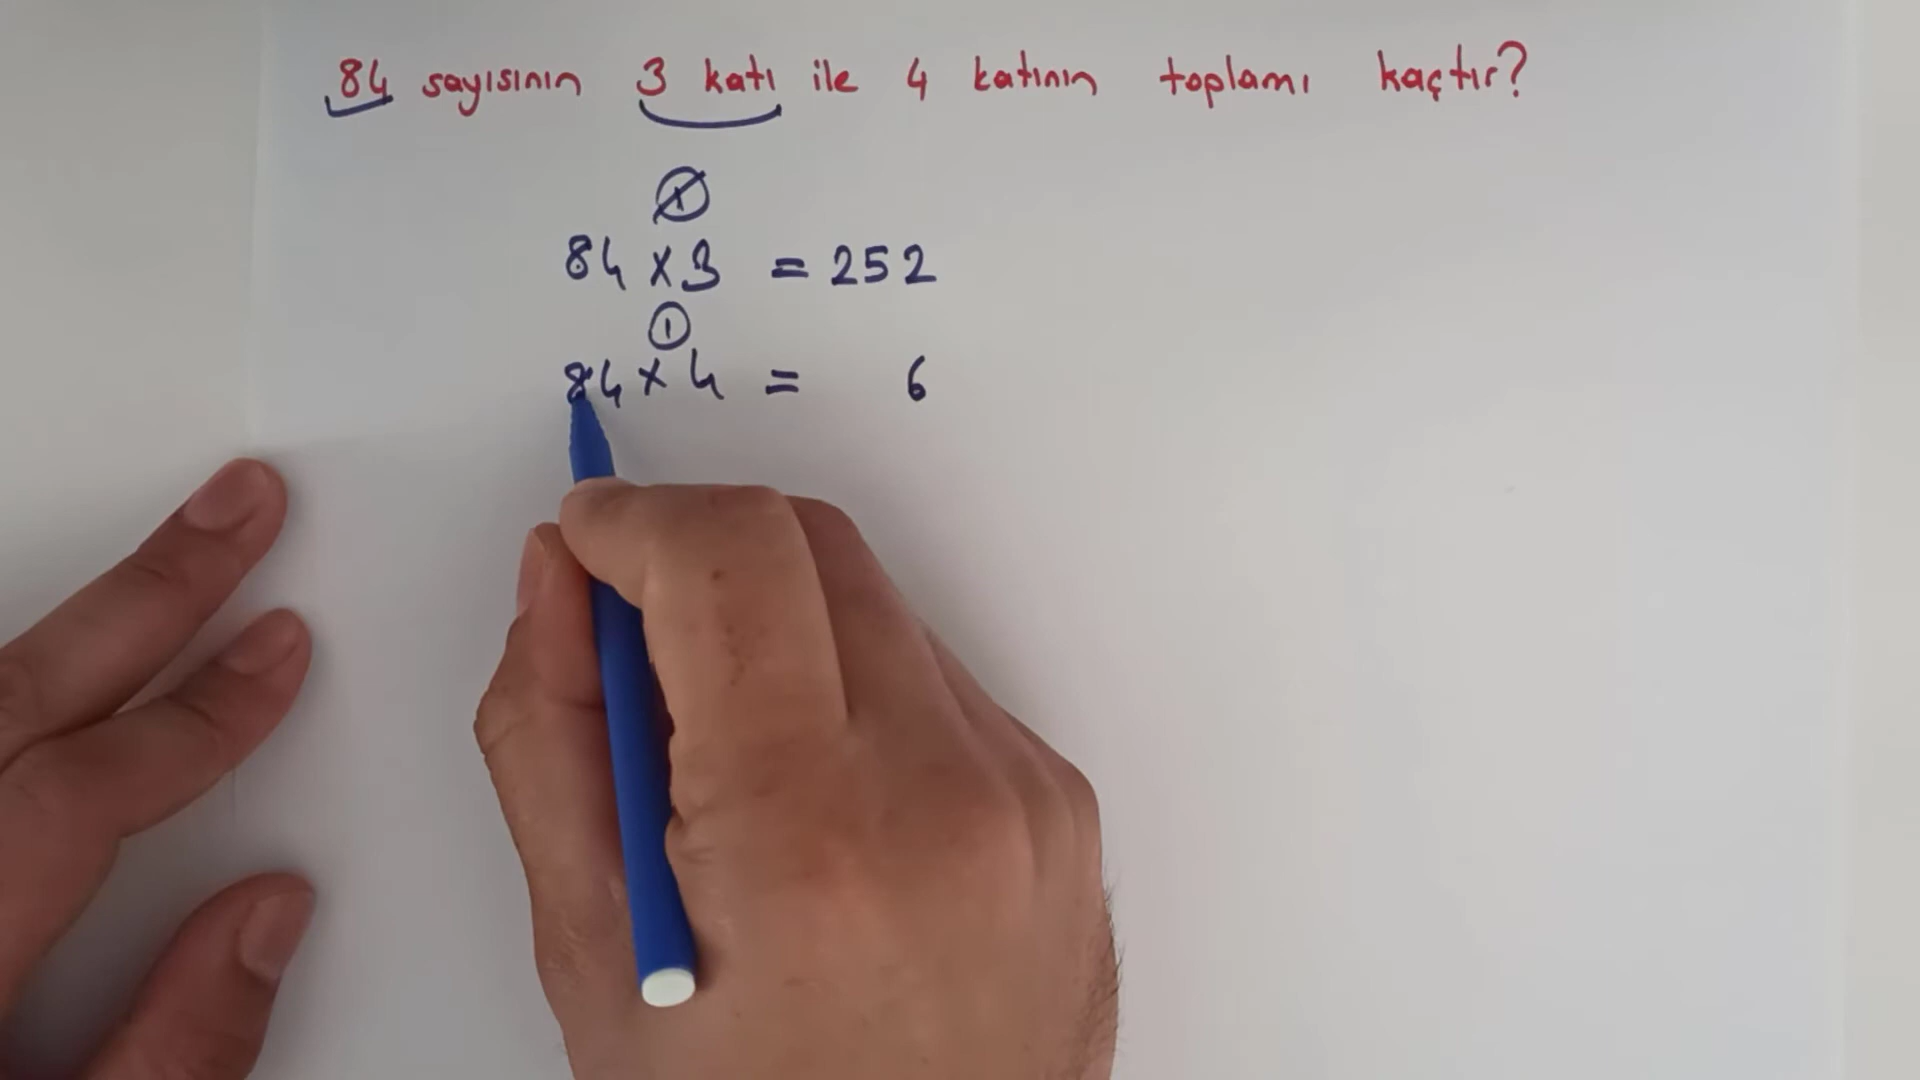 84 sayısının 3 katı ile 4 katının toplamı kaçtır?
1
84 x 3 = 252
1
84 x 4 = 6